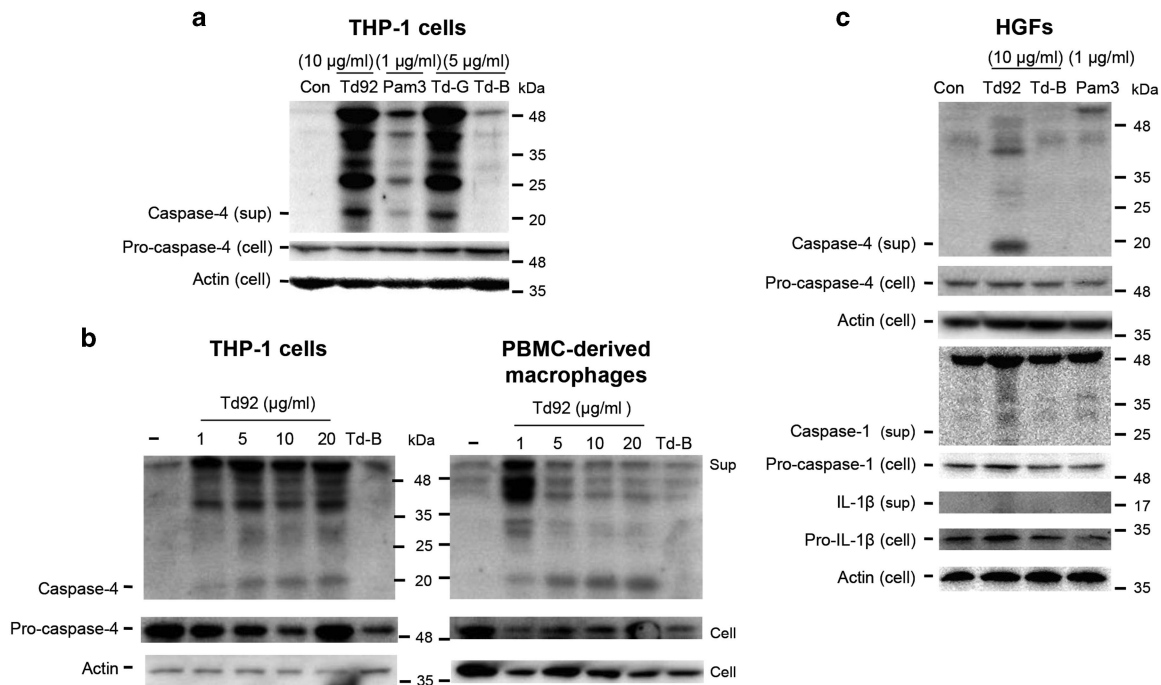 a
THP-1 cells
(10 µg/ml) (1 µg/ml) (5 µg/ml)
Con Td92 Pam3 Td-G Td-B kDa
48
35
25
Caspase-4 (sup)
20
Pro-caspase-4 (cell)
48
Actin (cell)
35
b
THP-1 cells
Td92 (µg/ml)
– 1 5 10 20 Td-B kDa
48
35
25
20
Caspase-4
Pro-caspase-4
48
Actin
35
PBMC-derived
macrophages
Td92 (µg/ml )
– 1 5 10 20 Td-B
Sup
48
35
25
20
Cell
48
Cell
35
c
HGFs
(10 µg/ml) (1 µg/ml)
Con Td92 Td-B Pam3 kDa
48
35
25
Caspase-4 (sup)
20
Pro-caspase-4 (cell)
48
Actin (cell)
35
48
35
Caspase-1 (sup)
25
Pro-caspase-1 (cell)
48
IL-1β (sup)
17
35
Pro-IL-1β (cell)
Actin (cell)
35